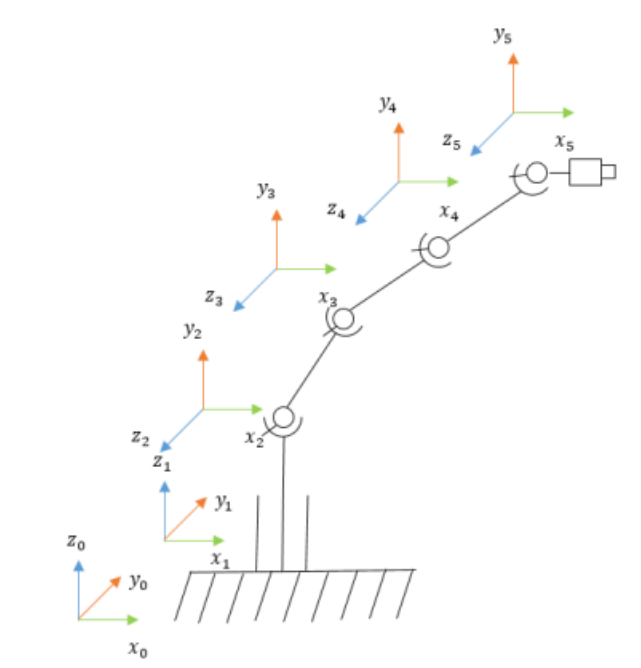 y₅
z₅
x₅
y₄
z₄
x₄
y₃
z₃
x₃
y₂
z₂
x₂
z₁
y₁
x₁
z₀
y₀
x₀